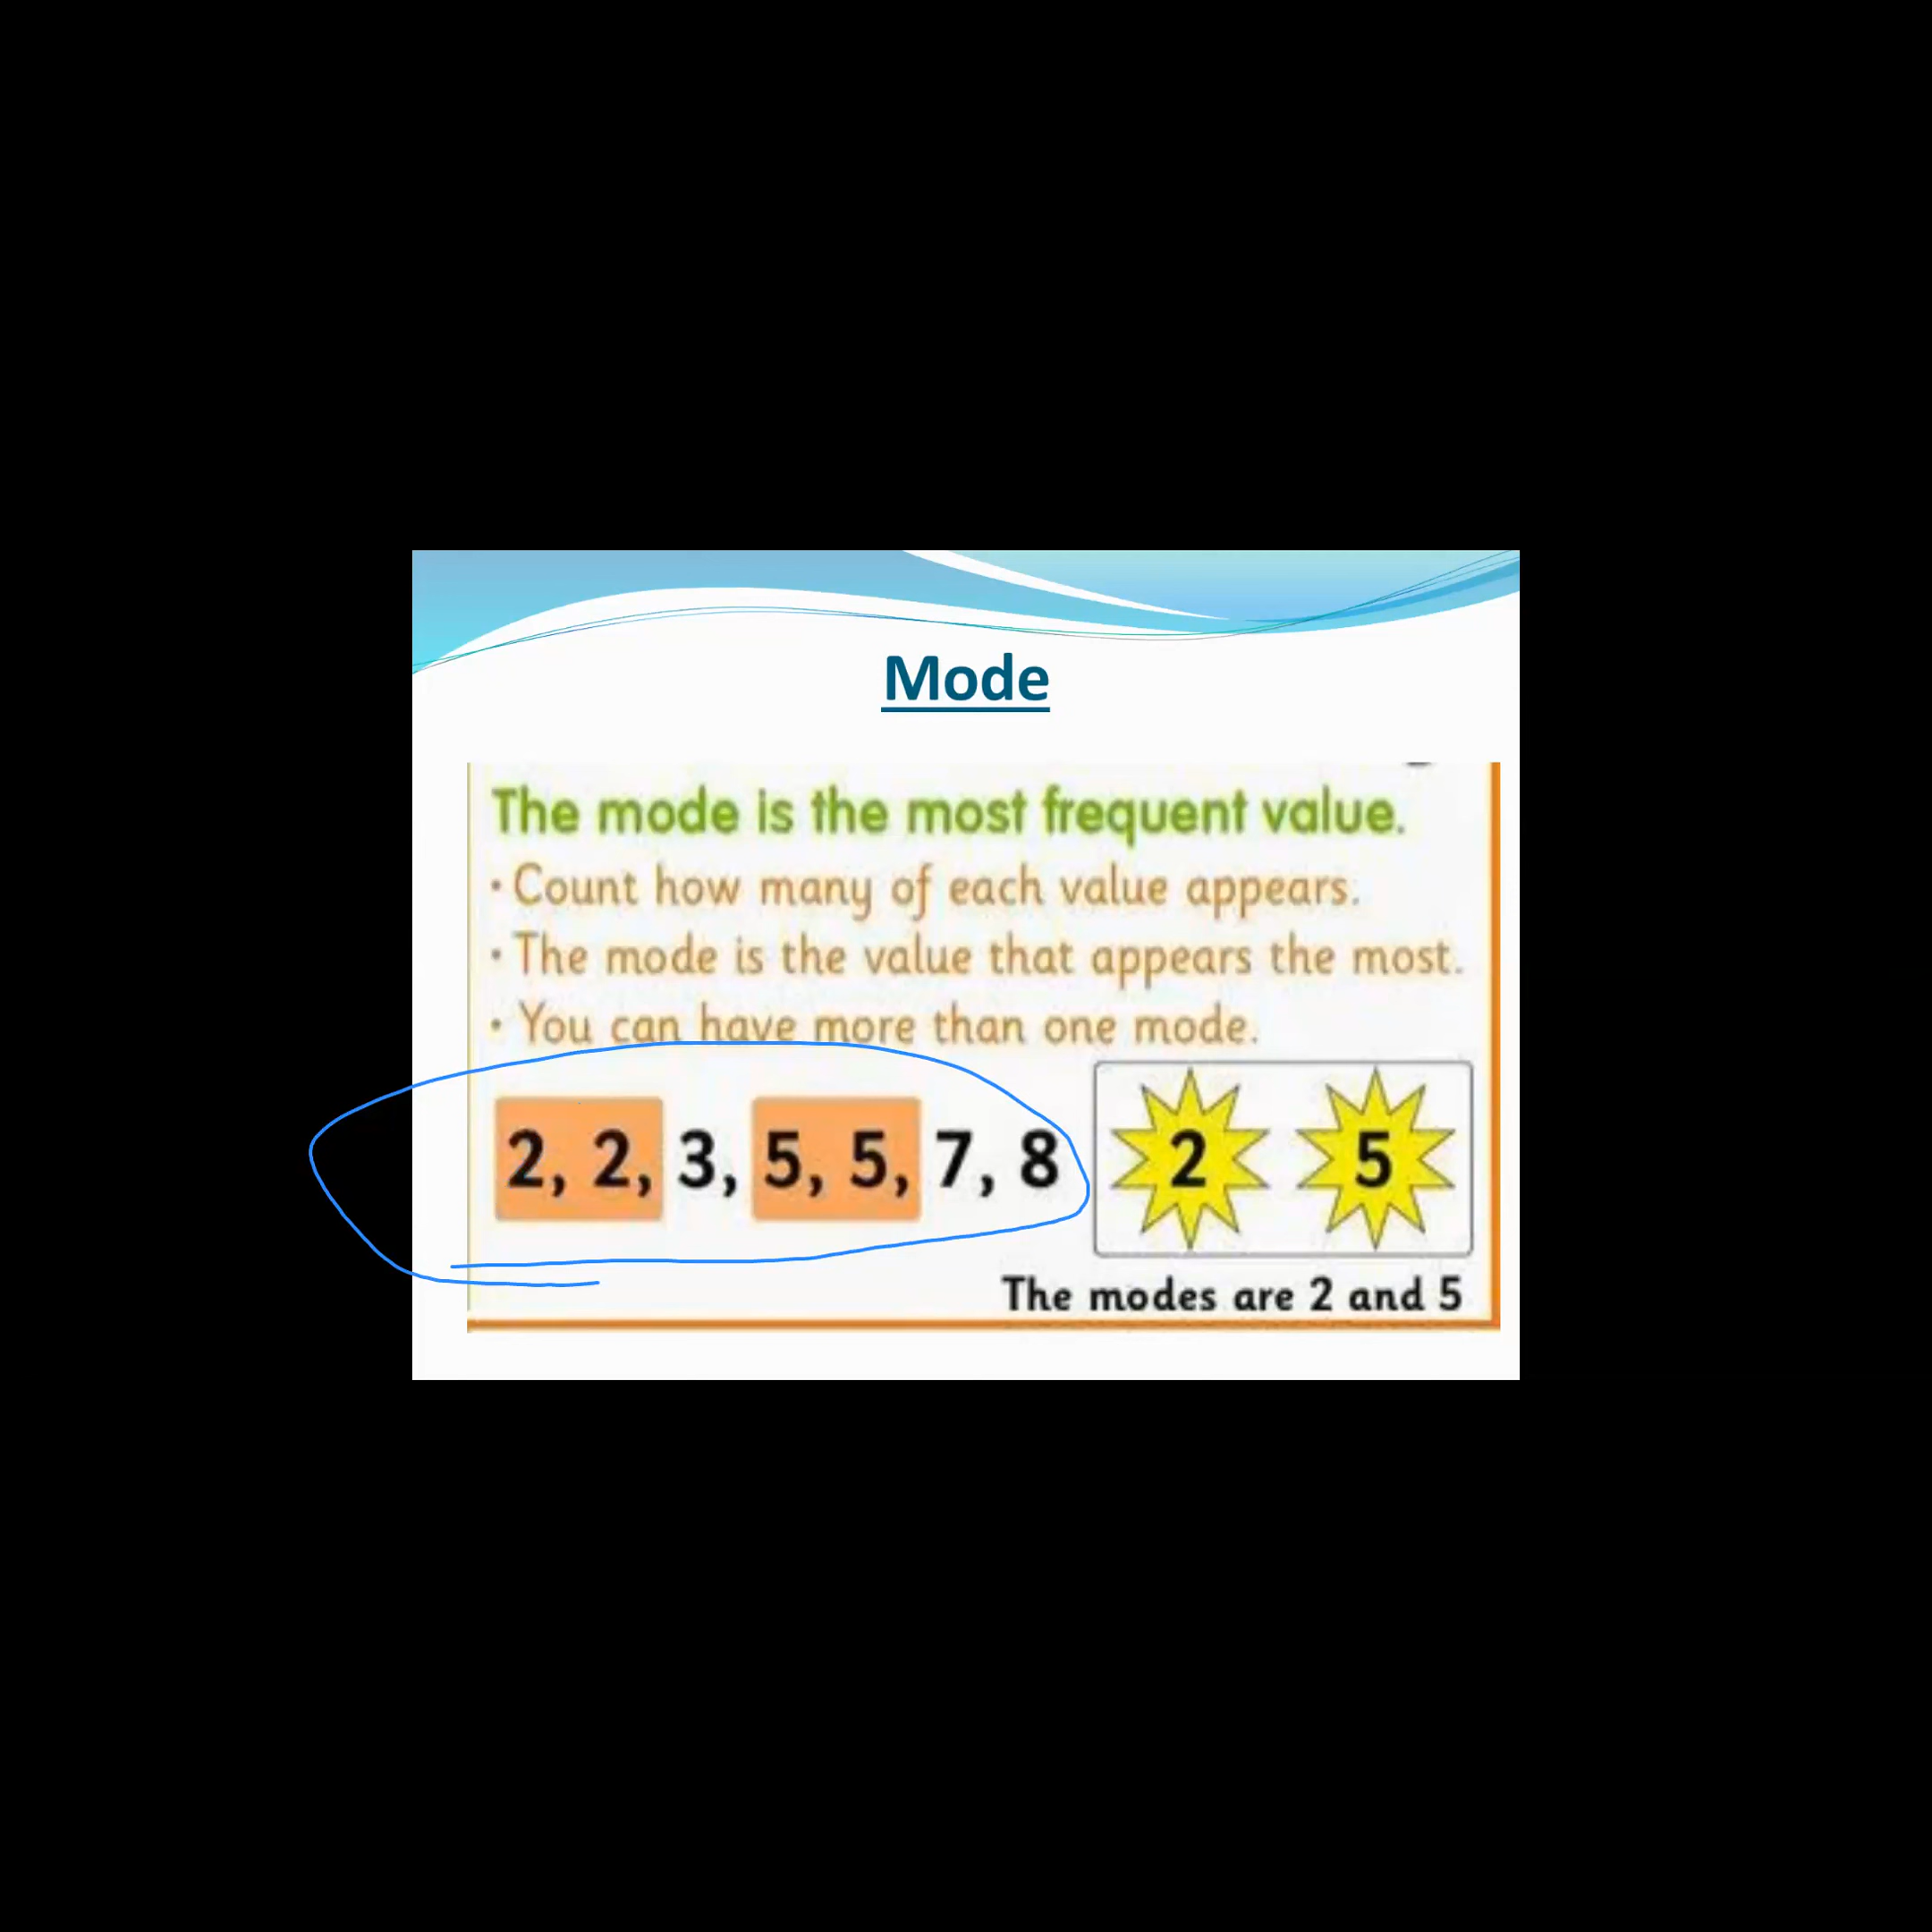 Mode
The mode is the most frequent value.
• Count how many of each value appears.
• The mode is the value that appears the most.
• You can have more than one mode.
2, 2, 3, 5, 5, 7, 8 2 5
The modes are 2 and 5